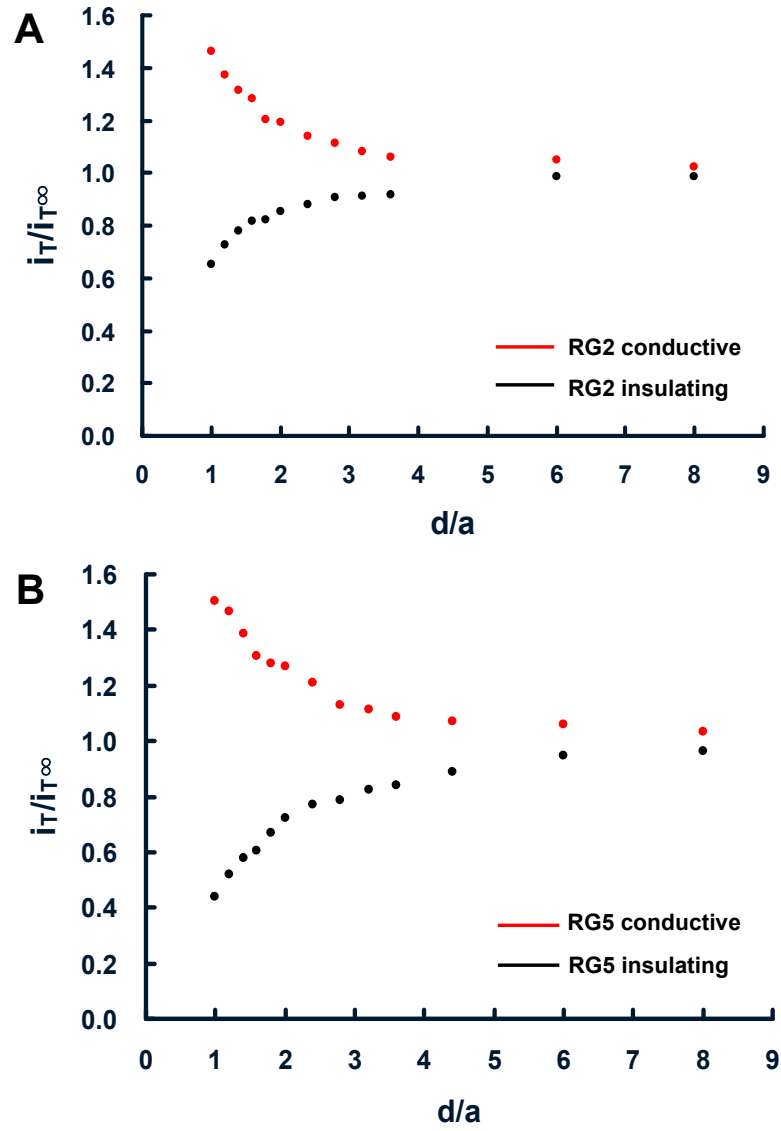 A
1.6
1.4
1.2
1.0
0.8
0.6
0.4
0.2
0.0
iT/iT∞
RG2 conductive
RG2 insulating
0 1 2 3 4 5 6 7 8 9
d/a
B
1.6
1.4
1.2
1.0
0.8
0.6
0.4
0.2
0.0
iT/iT∞
RG5 conductive
RG5 insulating
0 1 2 3 4 5 6 7 8 9
d/a